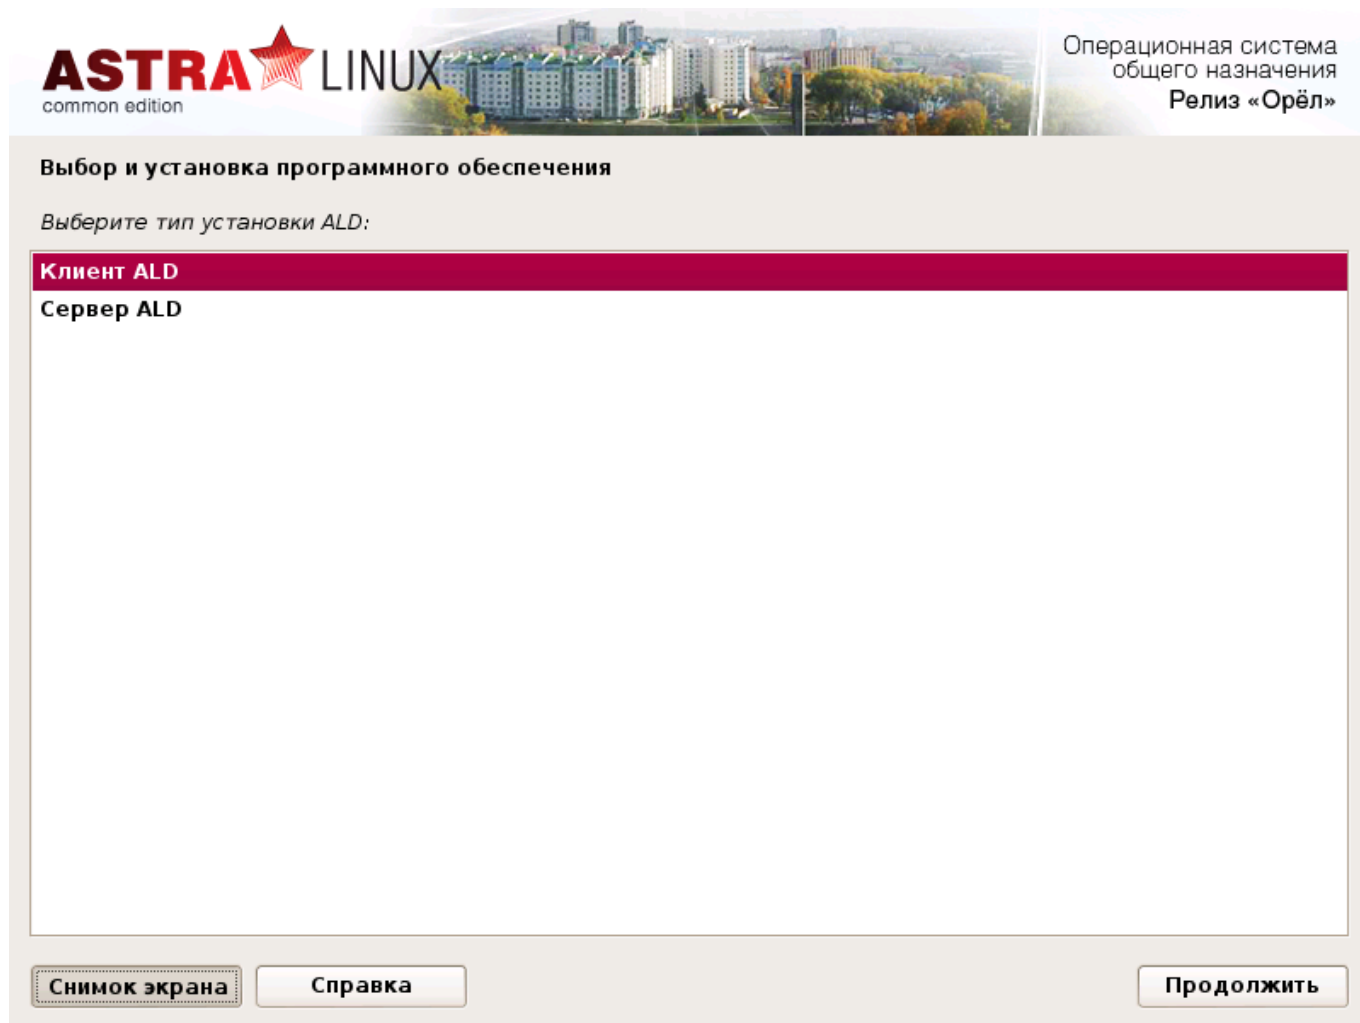 ASTRA LINUX
common edition
Операционная система
общего назначения
Релиз «Орёл»
Выбор и установка программного обеспечения
Выберите тип установки ALD:
Клиент ALD
Сервер ALD
Снимок экрана
Справка
Продолжить